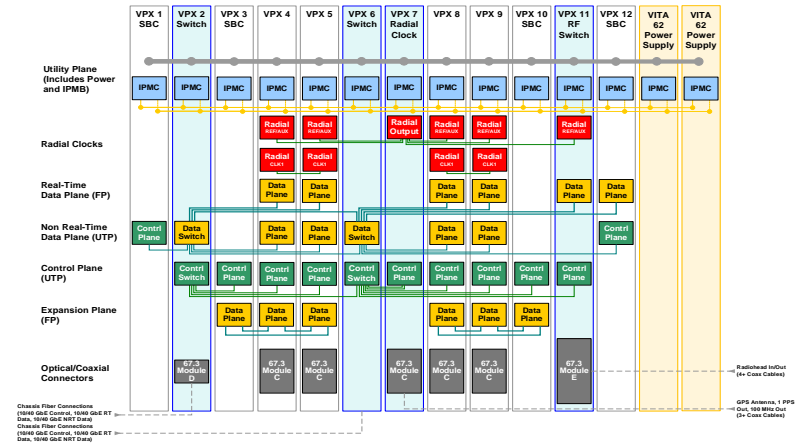 VPX 1 SBC
VPX 2 Switch
VPX 3 SBC
VPX 4
VPX 5
VPX 6 Switch
VPX 7 Radial Clock
VPX 8
VPX 9
VPX 10 SBC
VPX 11 RF Switch
VPX 12 SBC
VITA 62 Power Supply
VITA 62 Power Supply
Utility Plane
(Includes Power
and IPMB)
IPMC IPMC IPMC IPMC IPMC IPMC IPMC IPMC IPMC IPMC IPMC IPMC IPMC IPMC
Radial Clocks
Radial REF/AUX
Radial REF/AUX
Radial Output
Radial REF/AUX
Radial REF/AUX
Radial REF/AUX
Radial CLK1
Radial CLK1
Radial CLK1
Radial CLK1
Real-Time
Data Plane (FP)
Data Plane
Data Plane
Data Plane
Data Plane
Data Plane
Data Plane
Non Real-Time
Data Plane (UTP)
Contrl Plane
Data Switch
Data Plane
Data Plane
Data Switch
Data Plane
Data Plane
Contrl Plane
Control Plane
(UTP)
Contrl Switch
Contrl Plane
Contrl Plane
Contrl Plane
Contrl Switch
Contrl Plane
Contrl Plane
Contrl Plane
Contrl Plane
Contrl Plane
Expansion Plane
(FP)
Data Plane
Data Plane
Data Plane
Data Plane
Data Plane
Data Plane
Optical/Coaxial
Connectors
67.3 Module D
67.3 Module C
67.3 Module C
67.3 Module C
67.3 Module C
67.3 Module C
67.3 Module E
Radiohead In/Out
(4+ Coax Cables)
GPS Antenna, 1 PPS
Out, 100 MHz Out
(3+ Coax Cables)
Chassis Fiber Connections
(10/40 GbE Control, 10/40 GbE RT
Data, 10/40 GbE NRT Data)
Chassis Fiber Connections
(10/40 GbE Control, 10/40 GbE RT
Data, 10/40 GbE NRT Data)